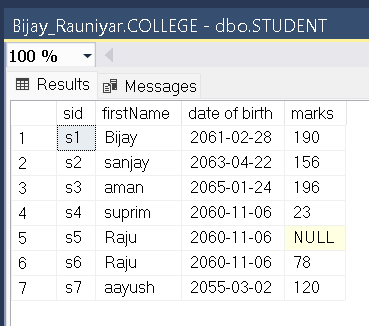 Bijay_Rauniyar.COLLEGE - dbo.STUDENT
100 %
Results Messages
sid firstName date of birth marks
1 s1 Bijay 2061-02-28 190
2 s2 sanjay 2063-04-22 156
3 s3 aman 2065-01-24 196
4 s4 suprim 2060-11-06 23
5 s5 Raju 2060-11-06 NULL
6 s6 Raju 2060-11-06 78
7 s7 aayush 2055-03-02 120